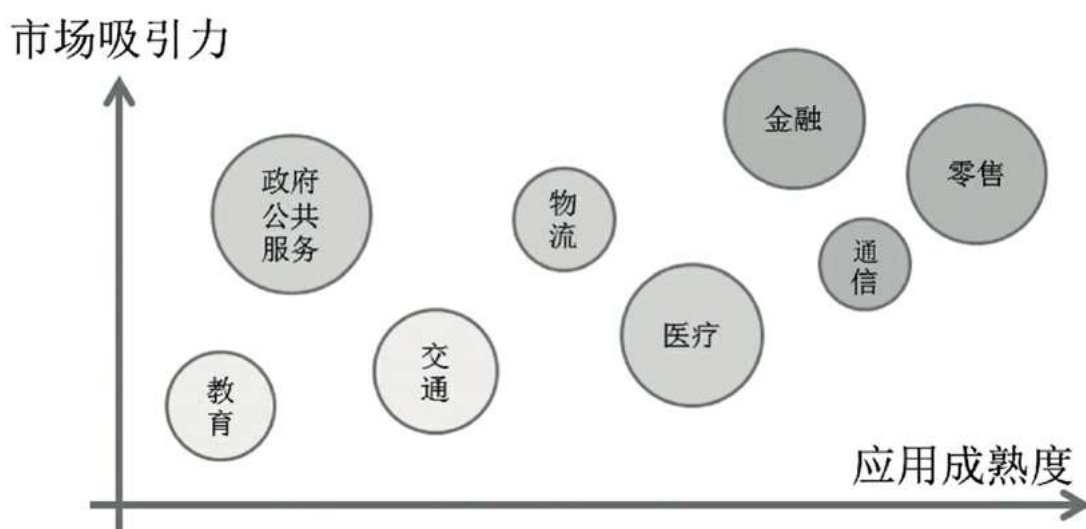 市场吸引力
金融
零售
政府
公共
服务
物
流
通
信
医疗
交
通
教
育
应用成熟度